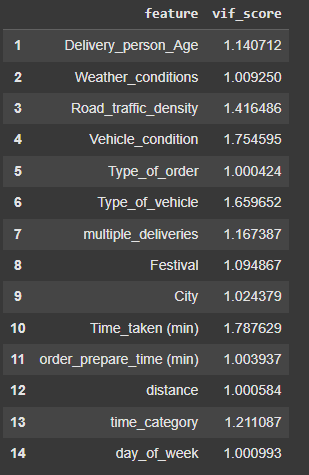 feature vif_score
1 Delivery_person_Age 1.140712
2 Weather_conditions 1.009250
3 Road_traffic_density 1.416486
4 Vehicle_condition 1.754595
5 Type_of_order 1.000424
6 Type_of_vehicle 1.659652
7 multiple_deliveries 1.167387
8 Festival 1.094867
9 City 1.024379
10 Time_taken (min) 1.787629
11 order_prepare_time (min) 1.003937
12 distance 1.000584
13 time_category 1.211087
14 day_of_week 1.000993